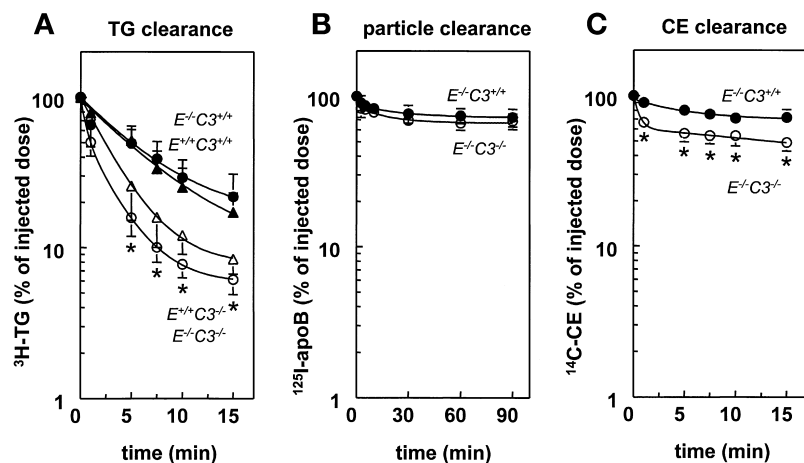 A TG clearance
³H-TG (% of injected dose)
100
10
1
E⁻/⁻C3⁺/⁺
E⁺/⁺C3⁺/⁺
*
*
*
*
E⁺/⁺C3⁻/⁻
E⁻/⁻C3⁻/⁻
0 5 10 15
time (min)
B particle clearance
¹²⁵I-apoB (% of injected dose)
100
10
1
E⁻/⁻C3⁺/⁺
E⁻/⁻C3⁻/⁻
0 30 60 90
time (min)
C CE clearance
¹⁴C-CE (% of injected dose)
100
10
1
E⁻/⁻C3⁺/⁺
*
*
*
*
*
E⁻/⁻C3⁻/⁻
0 5 10 15
time (min)